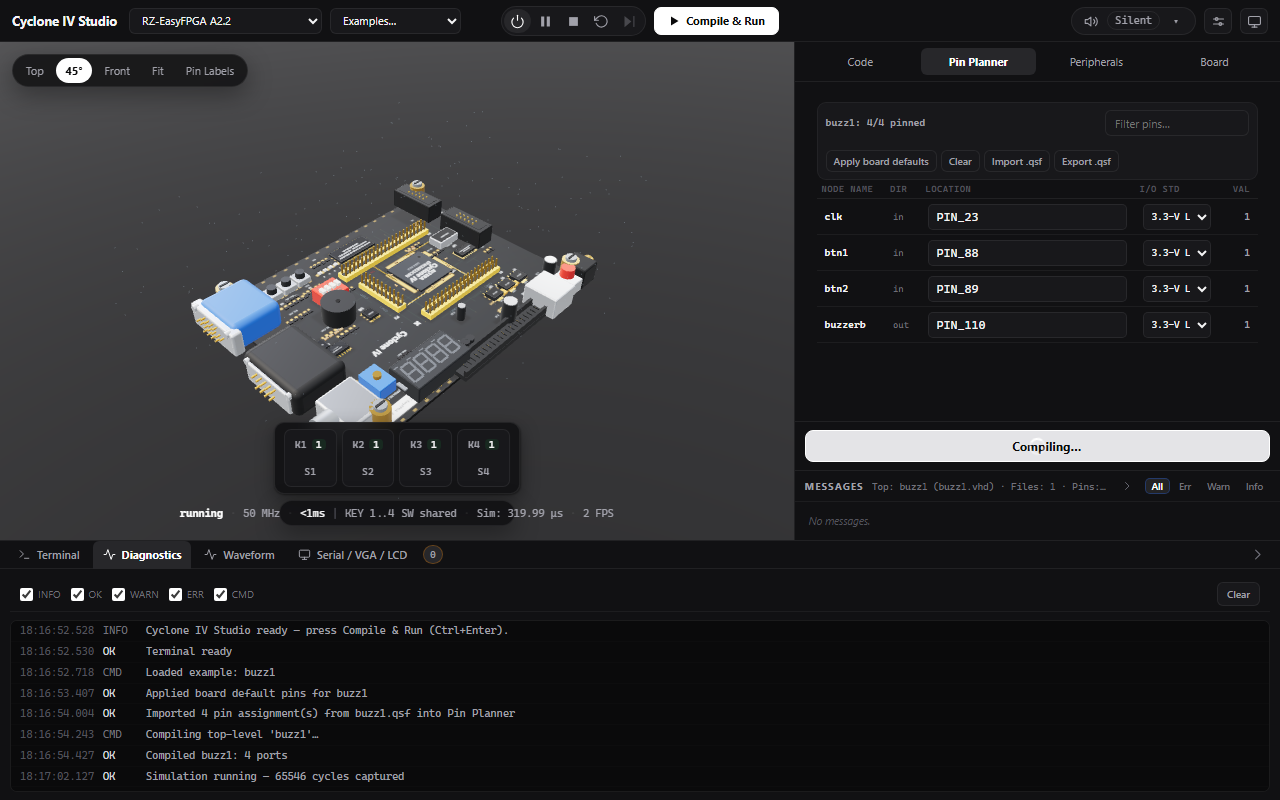 Cyclone IV Studio RZ-EasyFPGA A2.2 Examples... Compile & Run Silent
Top 45° Front Fit Pin Labels
Code Pin Planner Peripherals Board
buzz1: 4/4 pinned Filter pins...
Apply board defaults Clear Import .qsf Export .qsf
NODE NAME DIR LOCATION I/O STD VAL
clk in PIN_23 3.3-V L 1
btn1 in PIN_88 3.3-V L 1
btn2 in PIN_89 3.3-V L 1
buzzerb out PIN_110 3.3-V L 1
Cyclone IV
8888
K1 1 K2 1 K3 1 K4 1
S1 S2 S3 S4
running · 50 MHz · <1ms | KEY 1..4 SW shared · Sim: 319.99 µs · 2 FPS
Compiling...
MESSAGES Top: buzz1 (buzz1.vhd) · Files: 1 · Pins:… All Err Warn Info
No messages.
Terminal Diagnostics Waveform Serial / VGA / LCD 0
INFO OK WARN ERR CMD Clear
18:16:52.528 INFO Cyclone IV Studio ready — press Compile & Run (Ctrl+Enter).
18:16:52.530 OK Terminal ready
18:16:52.718 CMD Loaded example: buzz1
18:16:53.407 OK Applied board default pins for buzz1
18:16:54.004 OK Imported 4 pin assignment(s) from buzz1.qsf into Pin Planner
18:16:54.243 CMD Compiling top-level 'buzz1'…
18:16:54.427 OK Compiled buzz1: 4 ports
18:17:02.127 OK Simulation running — 65546 cycles captured